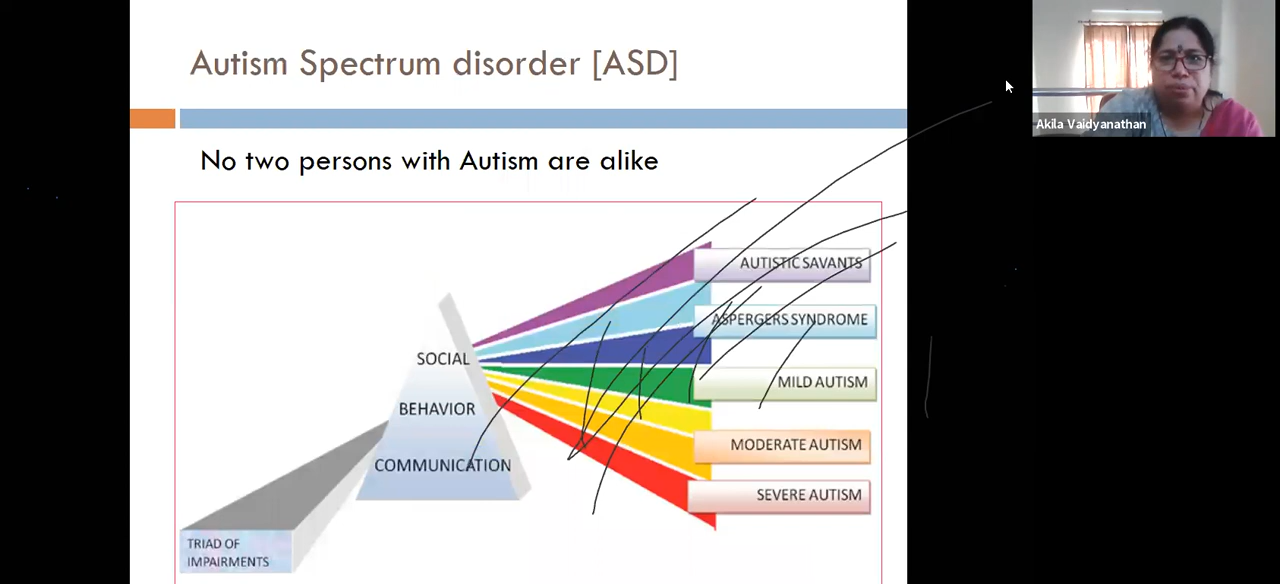 Autism Spectrum disorder [ASD]
Akila Vaidyanathan
No two persons with Autism are alike
AUTISTIC SAVANTS
ASPERGERS SYNDROME
SOCIAL
MILD AUTISM
BEHAVIOR
MODERATE AUTISM
COMMUNICATION
SEVERE AUTISM
TRIAD OF
IMPAIRMENTS